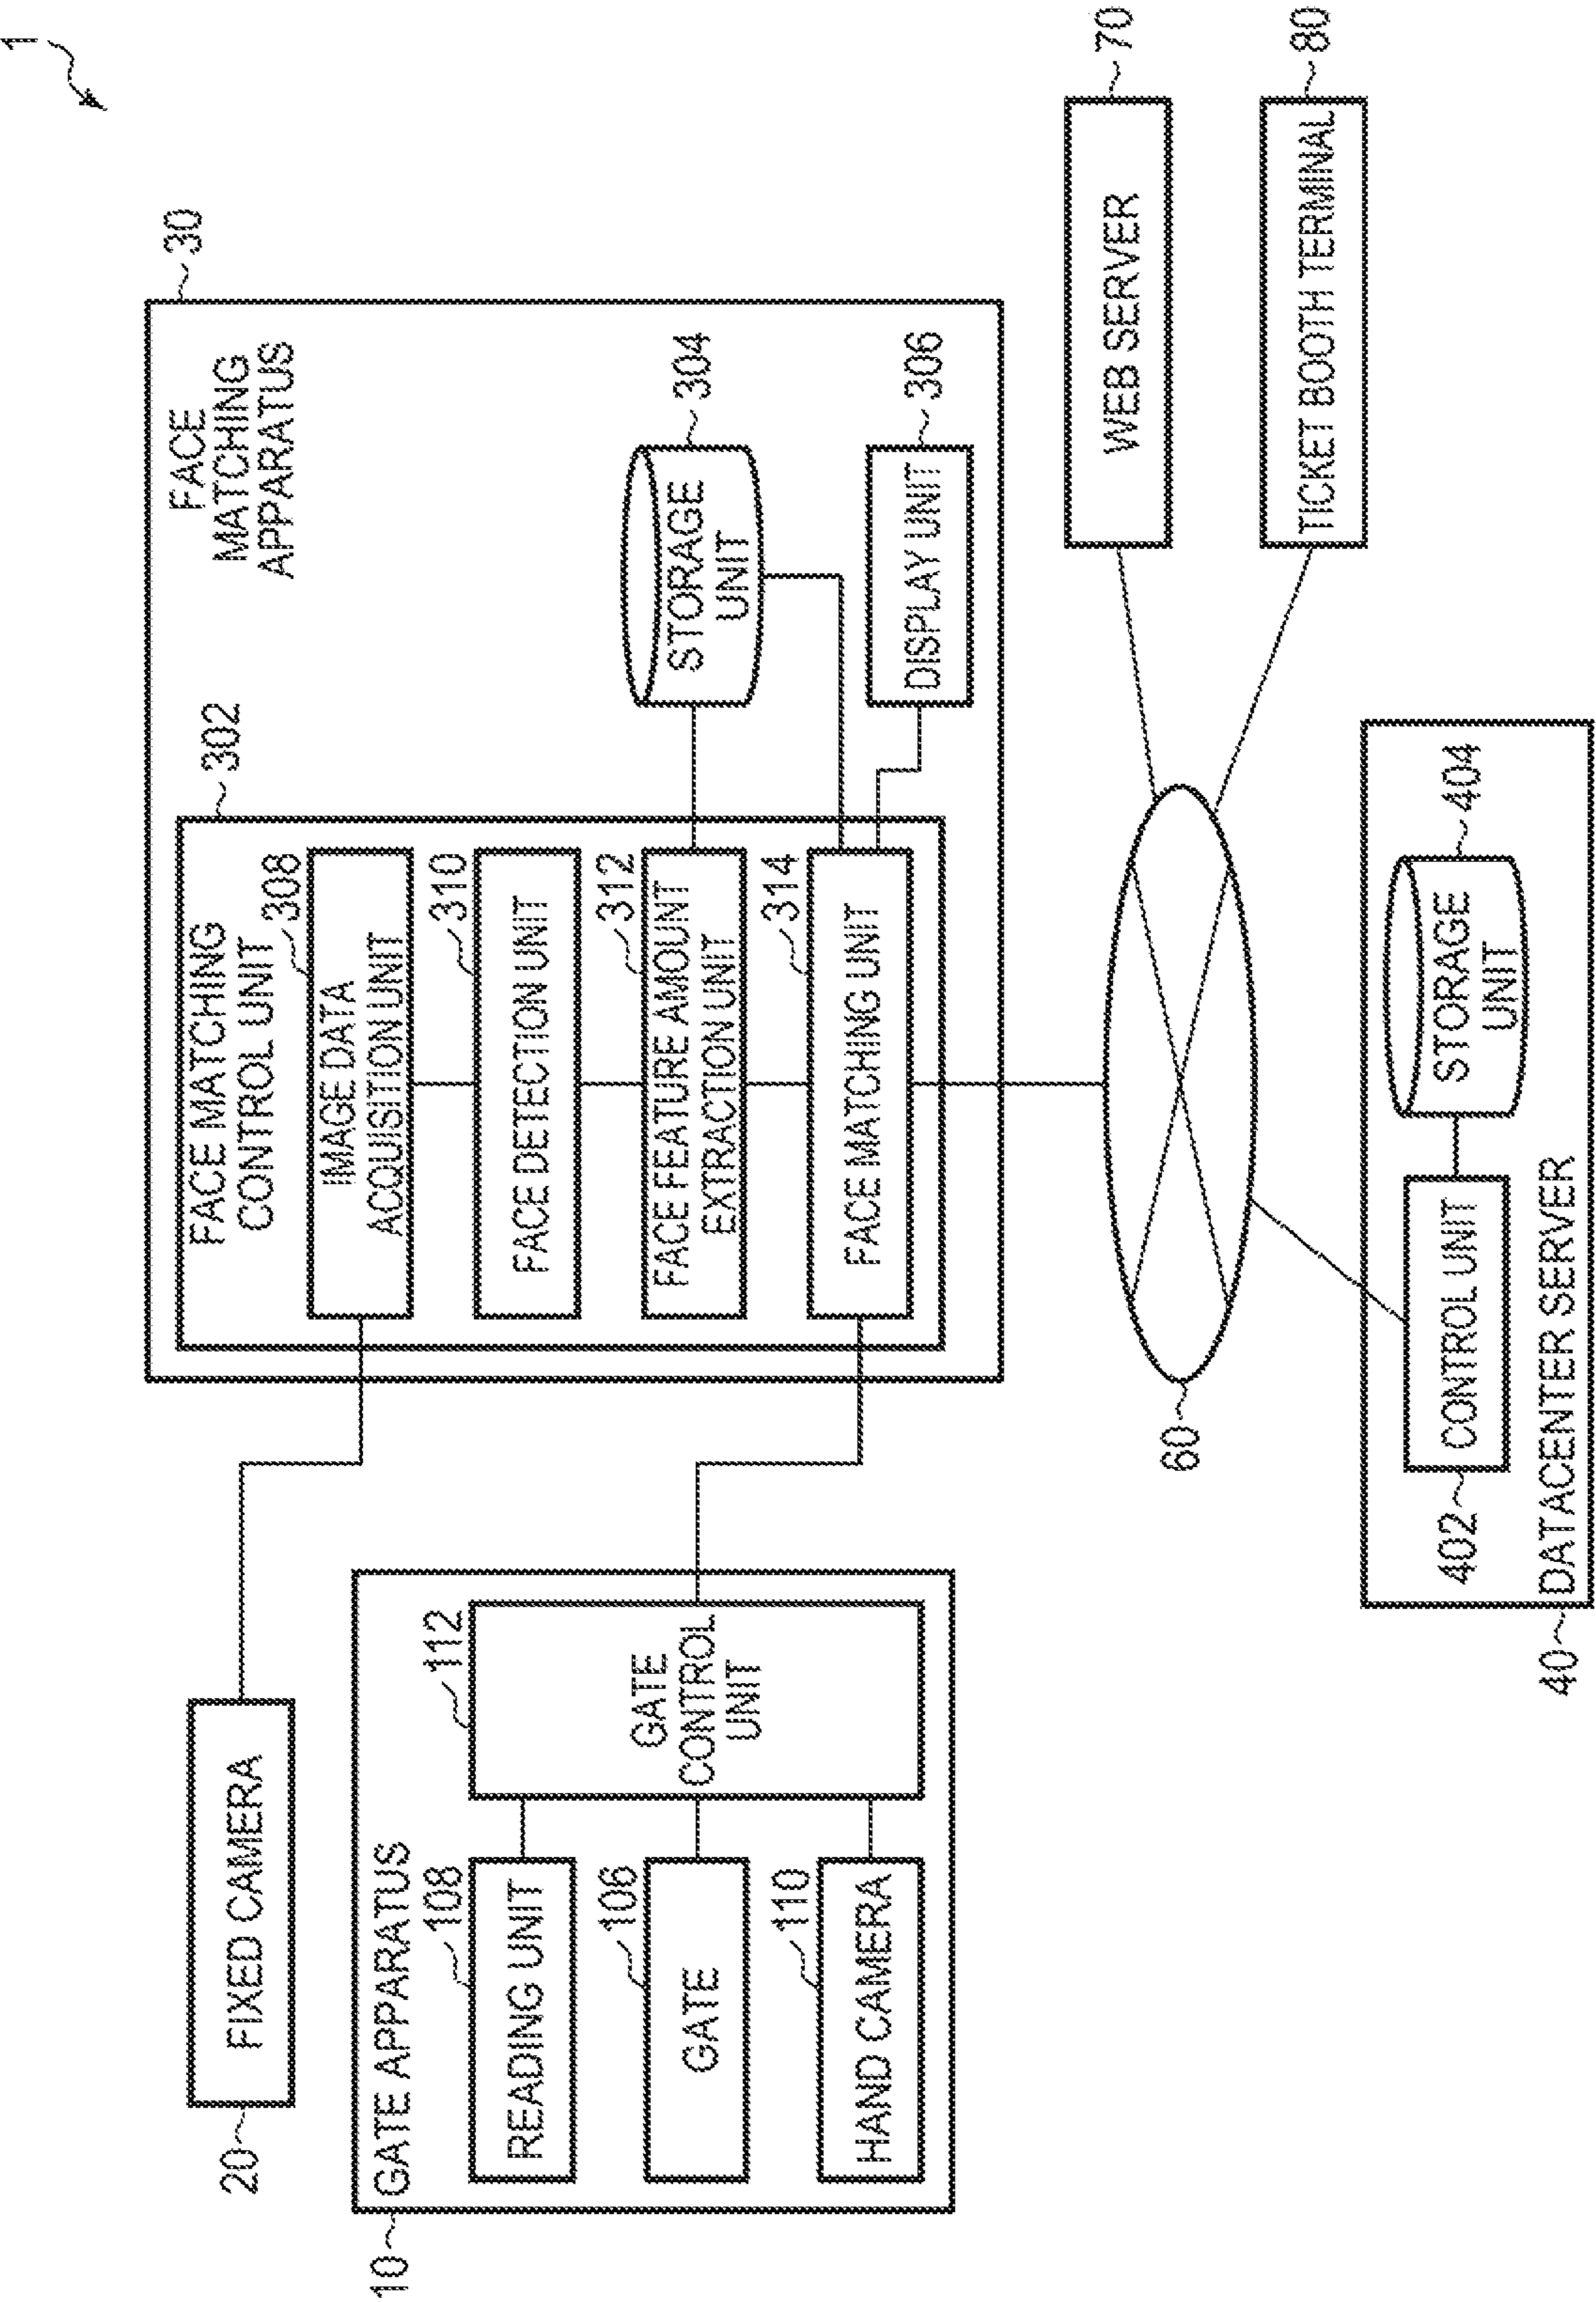 1
20
FIXED CAMERA
10
GATE APPARATUS
108
READING UNIT
106
GATE
110
HAND CAMERA
112
GATE
CONTROL
UNIT
30
FACE
MATCHING
APPARATUS
302
FACE MATCHING
CONTROL UNIT
308
IMAGE DATA
ACQUISITION UNIT
310
FACE DETECTION UNIT
312
FACE FEATURE AMOUNT
EXTRACTION UNIT
314
FACE MATCHING UNIT
304
STORAGE
UNIT
306
DISPLAY UNIT
60
70
WEB SERVER
80
TICKET BOOTH TERMINAL
40
DATACENTER SERVER
402
CONTROL UNIT
404
STORAGE
UNIT